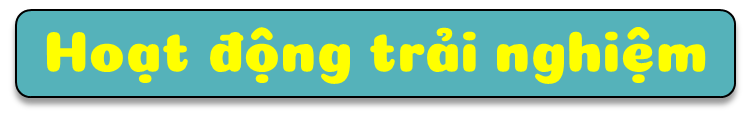 Hoạt động trải nghiệm